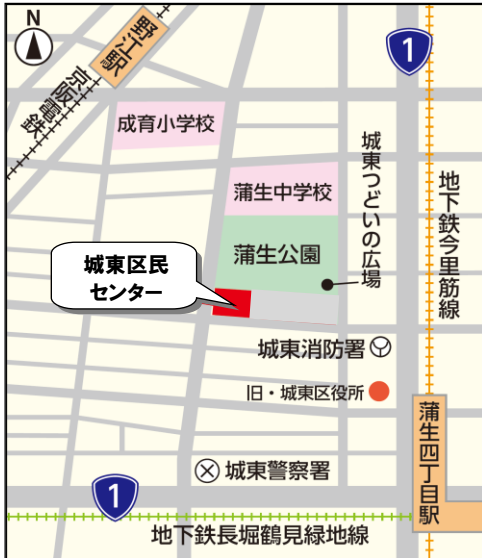 N
野江駅
京阪電鉄
1
成育小学校
蒲生中学校
城東つどいの広場
蒲生公園
地下鉄今里筋線
城東区民
センター
城東消防署
旧・城東区役所
蒲生四丁目駅
城東警察署
1
地下鉄長堀鶴見緑地線